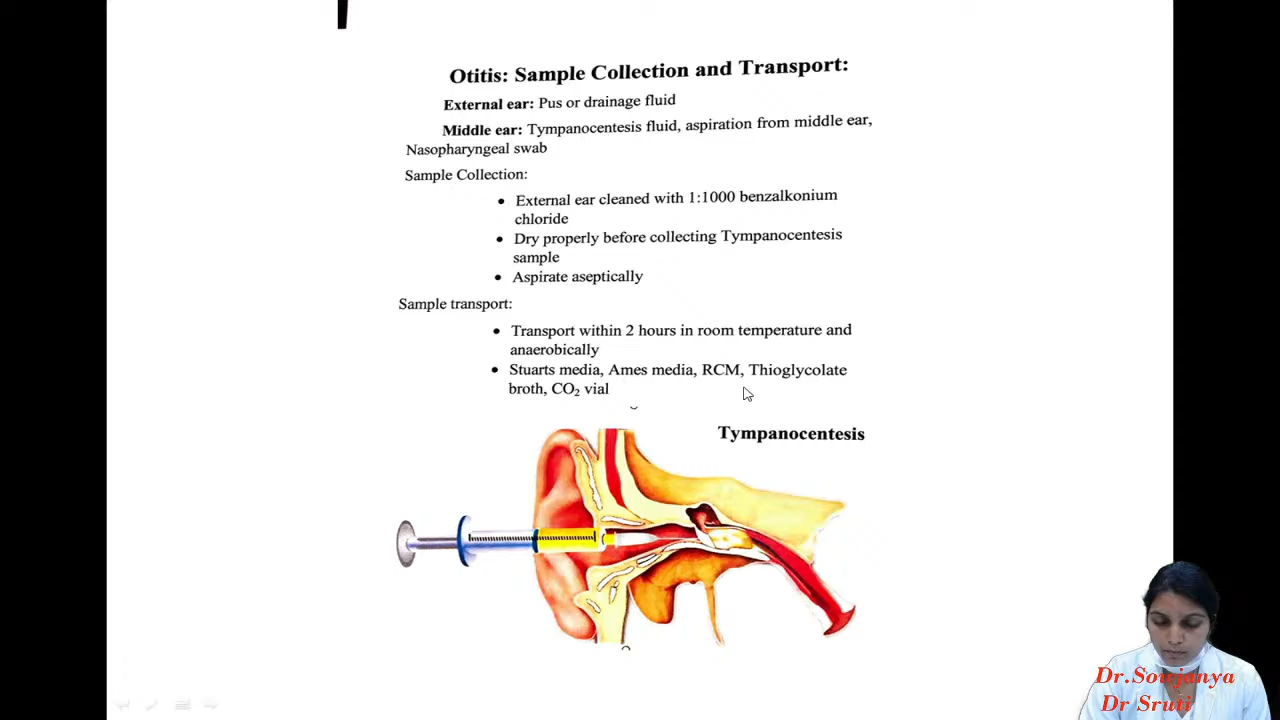 Otitis: Sample Collection and Transport:
External ear: Pus or drainage fluid
Middle ear: Tympanocentesis fluid, aspiration from middle ear,
Nasopharyngeal swab
Sample Collection:
• External ear cleaned with 1:1000 benzalkonium
chloride
• Dry properly before collecting Tympanocentesis
sample
• Aspirate aseptically
Sample transport:
• Transport within 2 hours in room temperature and
anaerobically
• Stuarts media, Ames media, RCM, Thioglycolate
broth, CO₂ vial
Tympanocentesis
Dr.Sowjanya
Dr Sruti